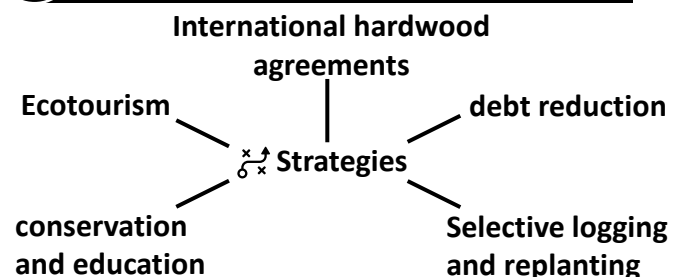 International hardwood
agreements
Ecotourism
debt reduction
Strategies
conservation
and education
Selective logging
and replanting